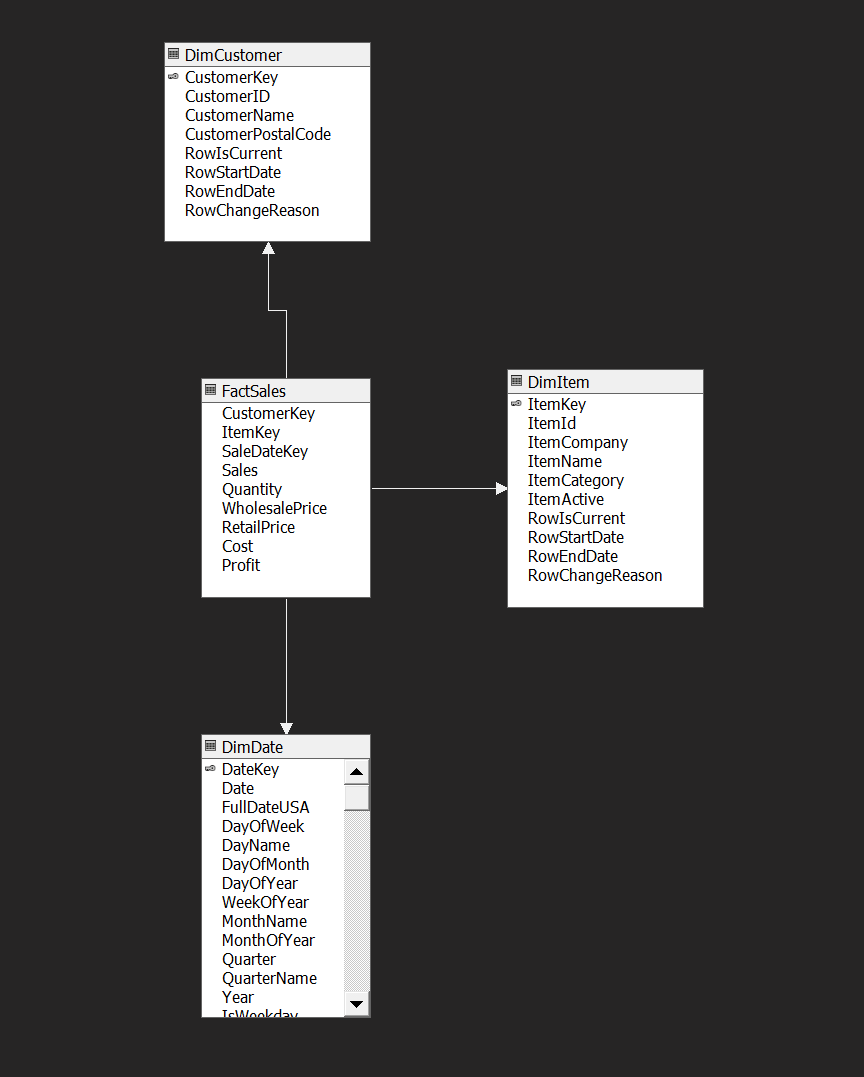 DimCustomer
CustomerKey
CustomerID
CustomerName
CustomerPostalCode
RowIsCurrent
RowStartDate
RowEndDate
RowChangeReason
FactSales
CustomerKey
ItemKey
SaleDateKey
Sales
Quantity
WholesalePrice
RetailPrice
Cost
Profit
DimItem
ItemKey
ItemId
ItemCompany
ItemName
ItemCategory
ItemActive
RowIsCurrent
RowStartDate
RowEndDate
RowChangeReason
DimDate
DateKey
Date
FullDateUSA
DayOfWeek
DayName
DayOfMonth
DayOfYear
WeekOfYear
MonthName
MonthOfYear
Quarter
QuarterName
Year
IsWeekday